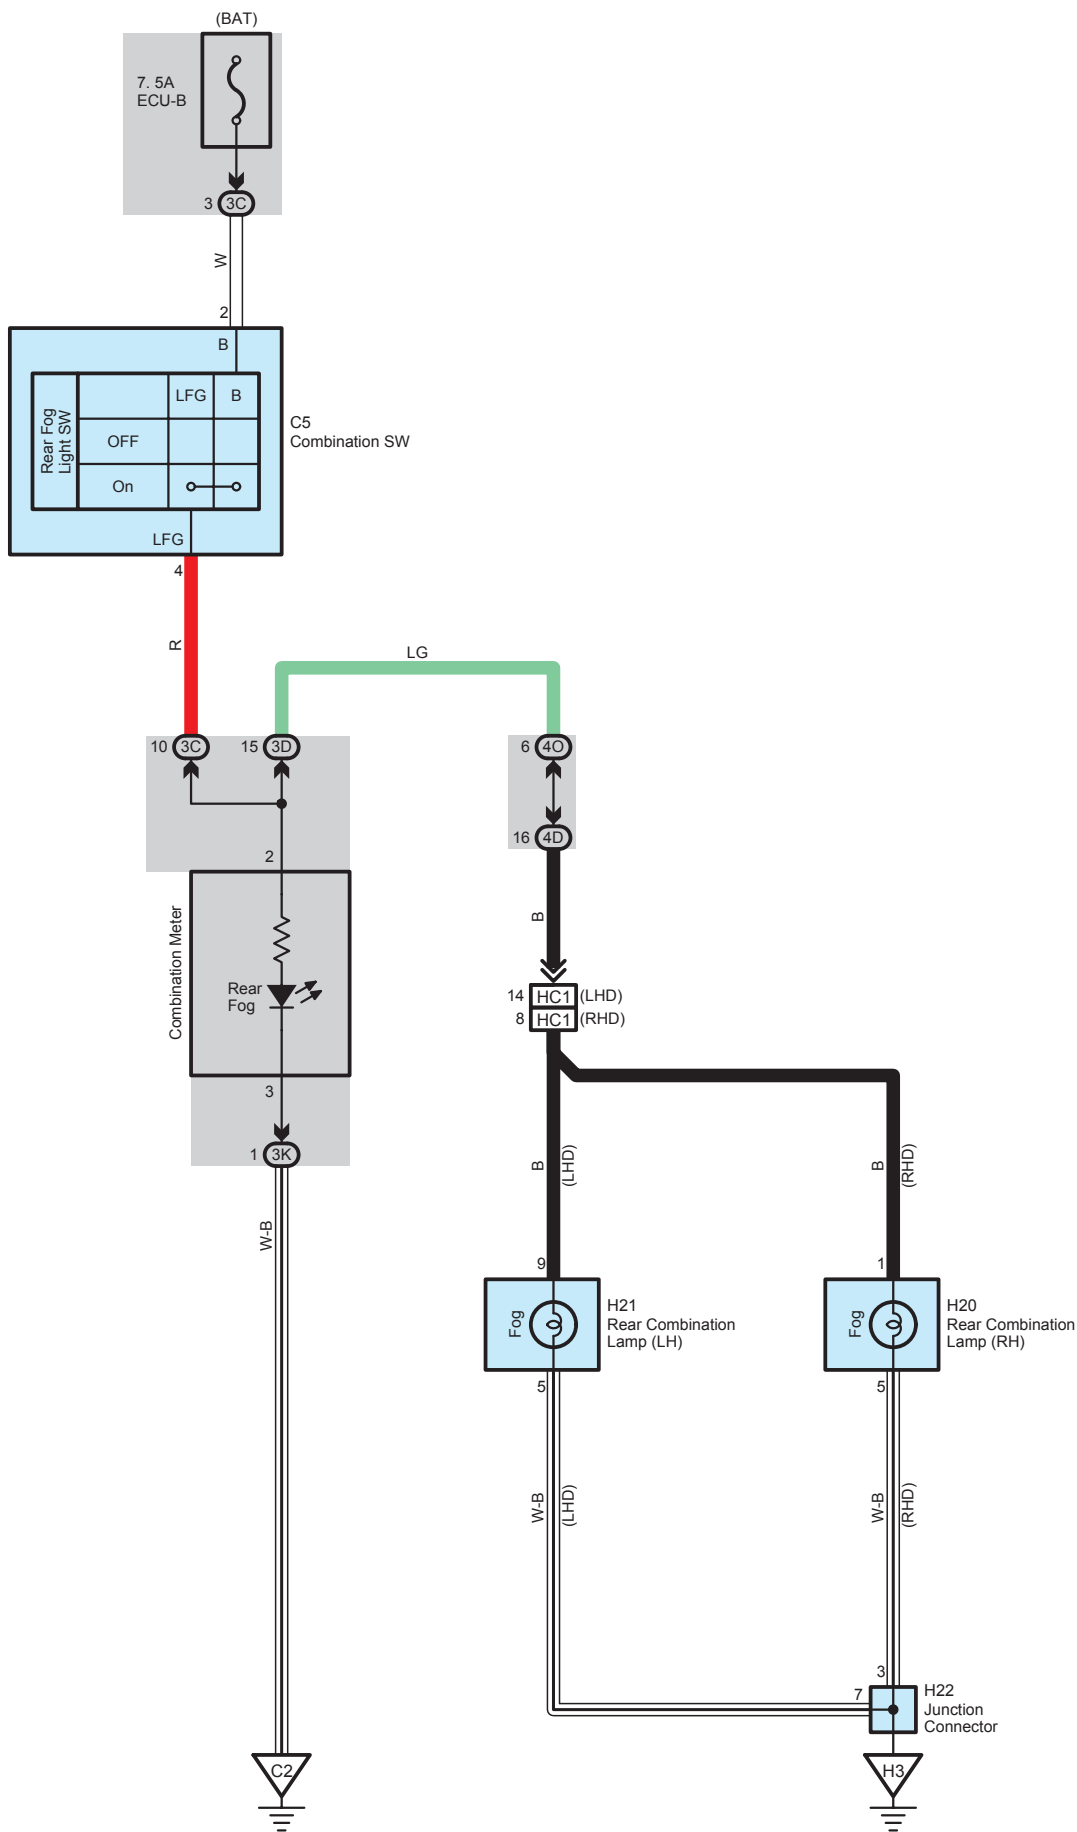 (BAT)
7. 5A
ECU-B
3
3C
W
2
B
LFG
B
Rear Fog
Light SW
OFF
On
C5
Combination SW
LFG
4
R
LG
10
3C
15
3D
6
4O
16
4D
2
Combination Meter
Rear
Fog
B
14
HC1
(LHD)
8
HC1
(RHD)
3
1
3K
B
(LHD)
B
(RHD)
W-B
9
1
Fog
H21
Rear Combination
Lamp (LH)
Fog
H20
Rear Combination
Lamp (RH)
5
5
W-B
(LHD)
W-B
(RHD)
3
7
H22
Junction
Connector
C2
H3